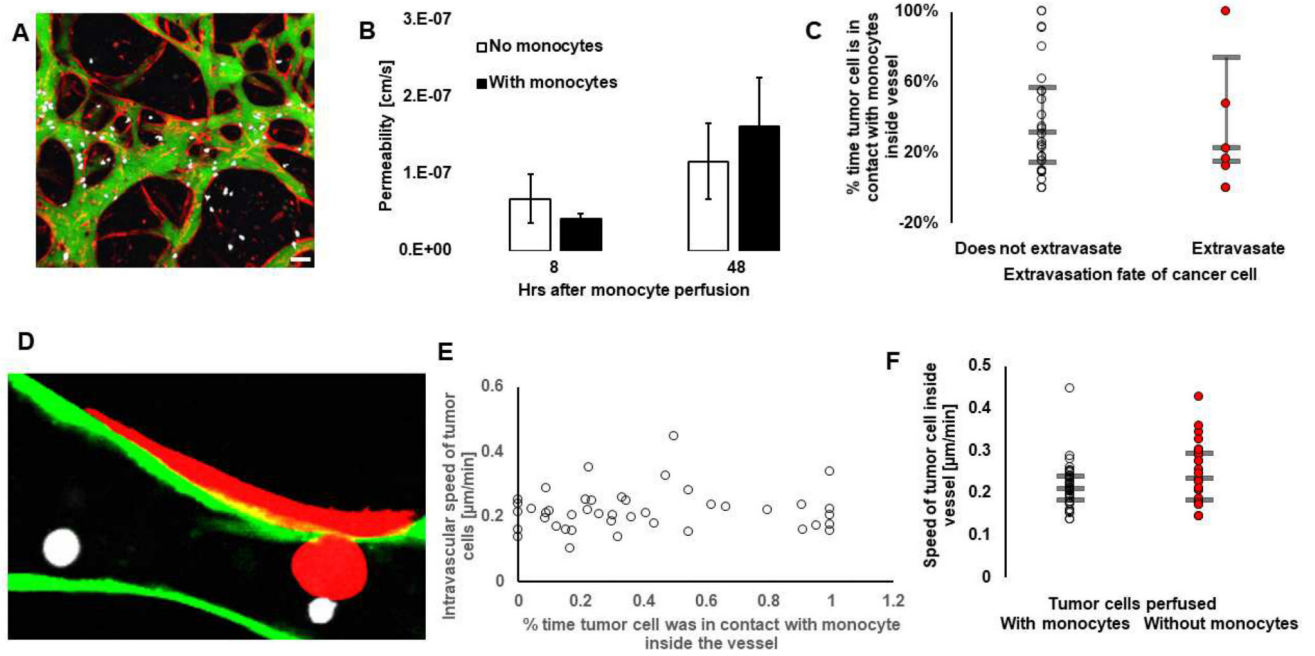 A
B
Permeability [cm/s]
3.E-07
2.E-07
1.E-07
0.E+00
No monocytes
With monocytes
8
48
Hrs after monocyte perfusion
C
% time tumor cell is in
contact with monocytes
inside vessel
100%
60%
20%
-20%
Does not extravasate
Extravasate
Extravasation fate of cancer cell
D
E
Intravascular speed of tumor
cells [µm/min]
0.6
0.4
0.2
0
0
0.2
0.4
0.6
0.8
1
1.2
% time tumor cell was in contact with monocyte
inside the vessel
F
Speed of tumor cell inside
vessel [µm/min]
0.5
0.4
0.3
0.2
0.1
0
Tumor cells perfused
With monocytes
Without monocytes